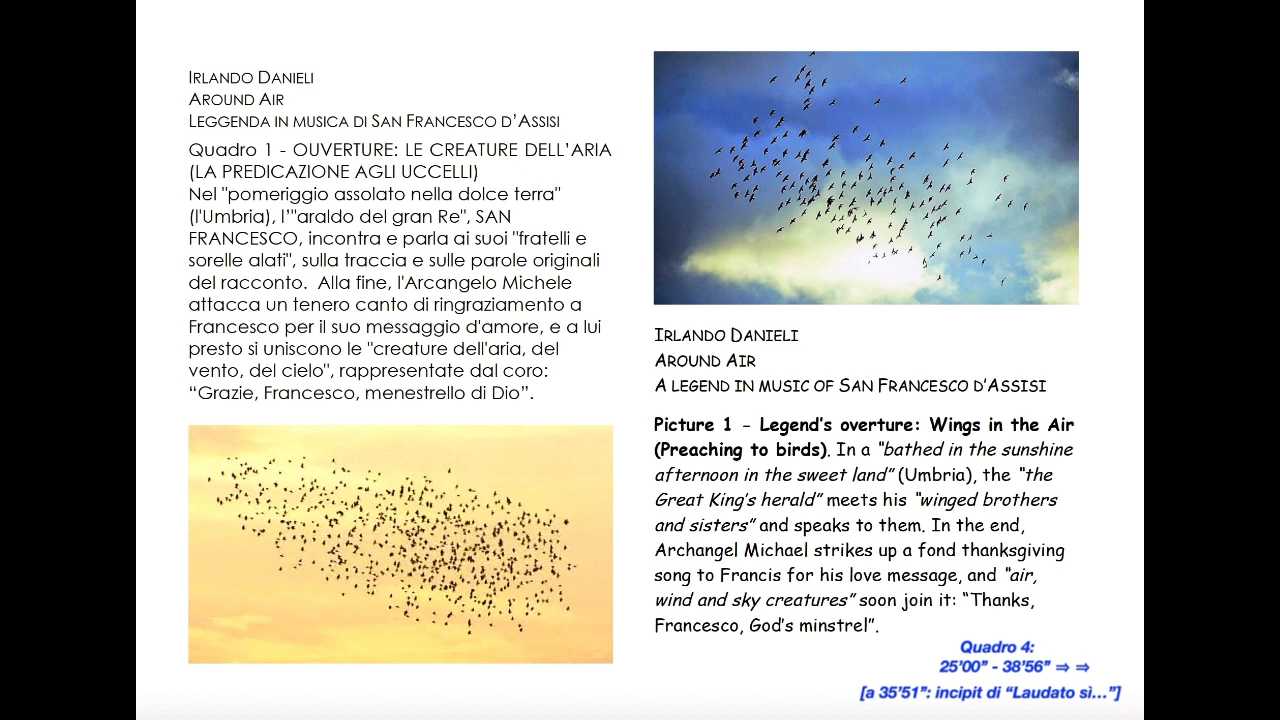 IRLANDO DANIELI
AROUND AIR
LEGGENDA IN MUSICA DI SAN FRANCESCO D'ASSISI
Quadro 1 - OUVERTURE: LE CREATURE DELL'ARIA
(LA PREDICAZIONE AGLI UCCELLI)
Nel "pomeriggio assolato nella dolce terra"
(l'Umbria), l'"araldo del gran Re", SAN
FRANCESCO, incontra e parla ai suoi "fratelli e
sorelle alati", sulla traccia e sulle parole originali
del racconto.  Alla fine, l'Arcangelo Michele
attacca un tenero canto di ringraziamento a
Francesco per il suo messaggio d'amore, e a lui
presto si uniscono le "creature dell'aria, del
vento, del cielo", rappresentate dal coro:
“Grazie, Francesco, menestrello di Dio”.
IRLANDO DANIELI
AROUND AIR
A LEGEND IN MUSIC OF SAN FRANCESCO D'ASSISI
Picture 1 - Legend's overture: Wings in the Air
(Preaching to birds). In a “bathed in the sunshine
afternoon in the sweet land” (Umbria), the “the
Great King's herald” meets his “winged brothers
and sisters” and speaks to them. In the end,
Archangel Michael strikes up a fond thanksgiving
song to Francis for his love message, and “air,
wind and sky creatures” soon join it: “Thanks,
Francesco, God's minstrel”.
Quadro 4:
25'00” - 38'56” ⇒ ⇒
[a 35'51”: incipit di “Laudato sì...”]